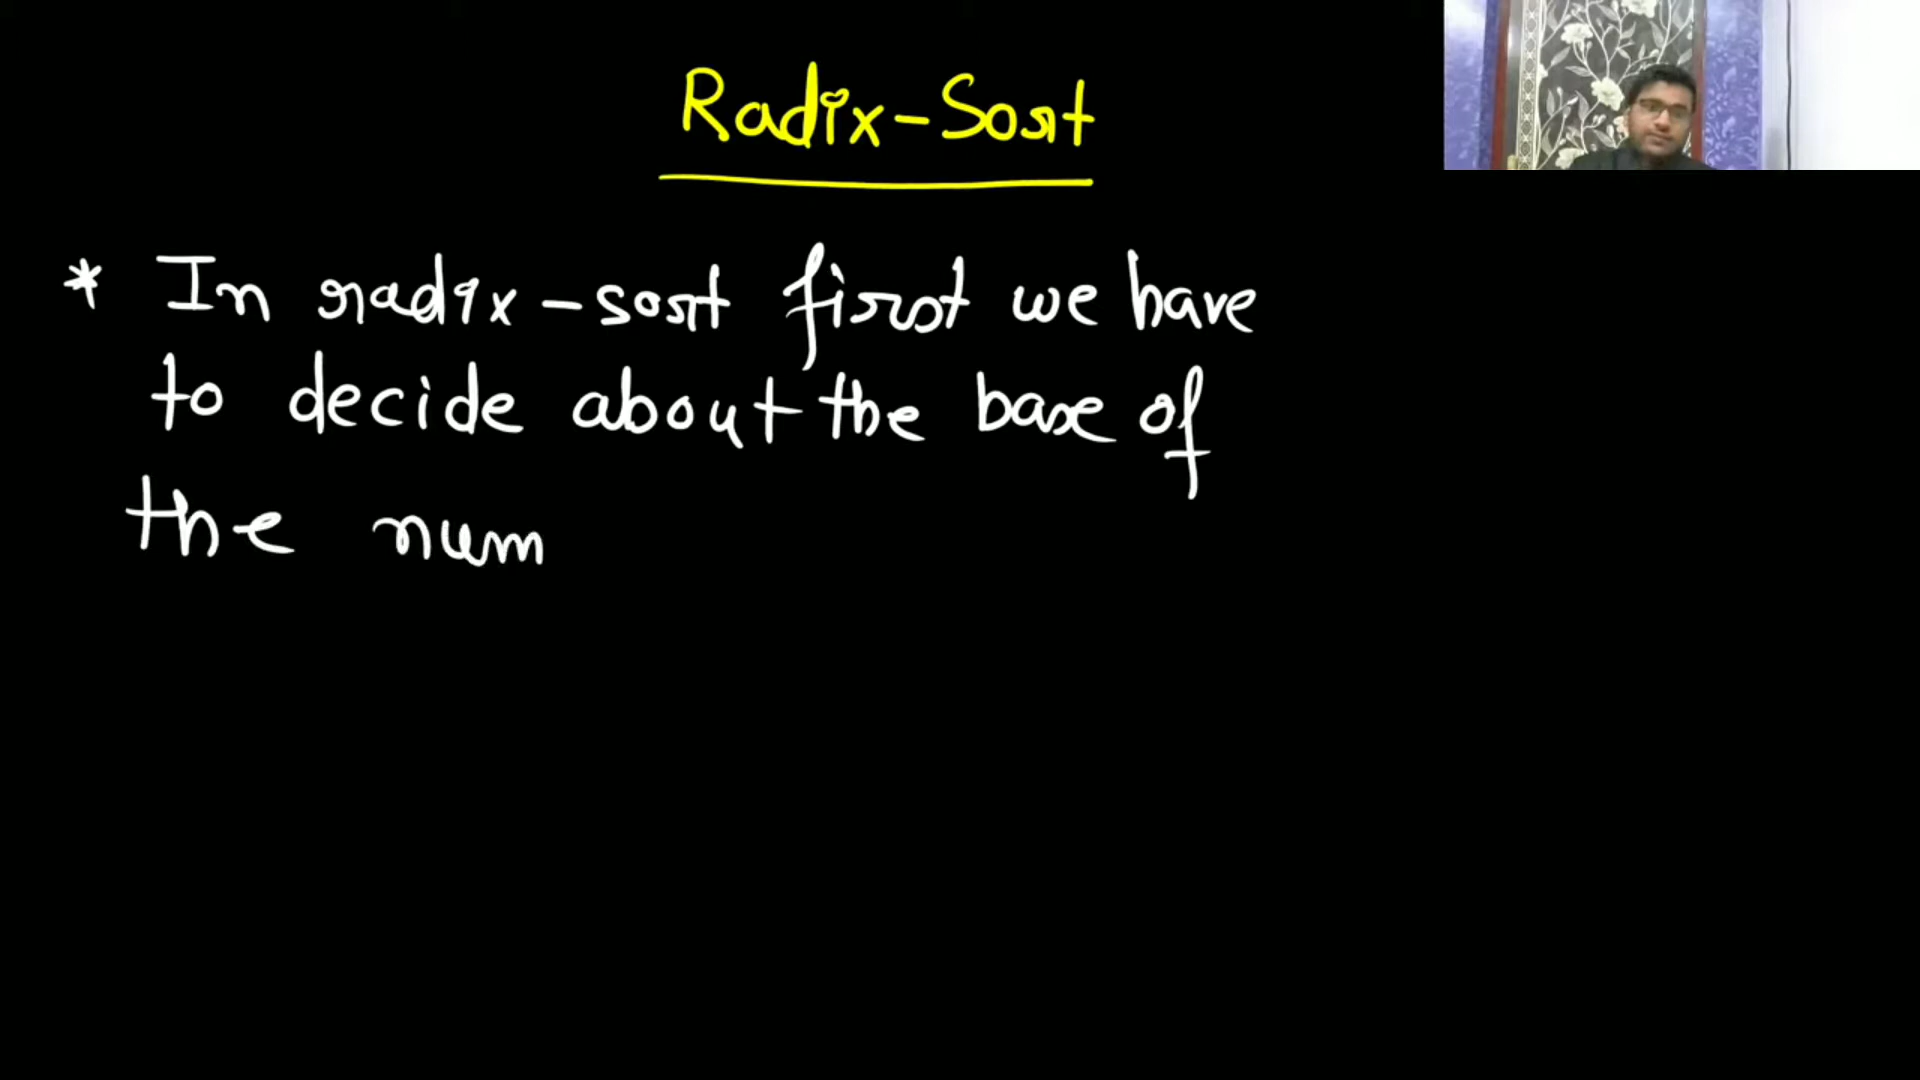 Radix-Sort
* In radix-sort first we have
to decide about the base of
the num